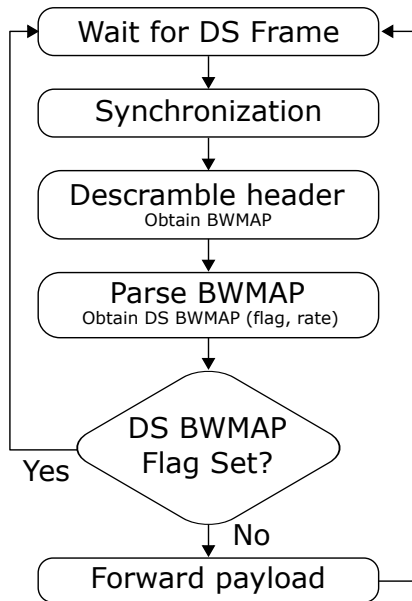 Wait for DS Frame
Synchronization
Descramble header
Obtain BWMAP
Parse BWMAP
Obtain DS BWMAP (flag, rate)
DS BWMAP
Flag Set?
Yes
No
Forward payload